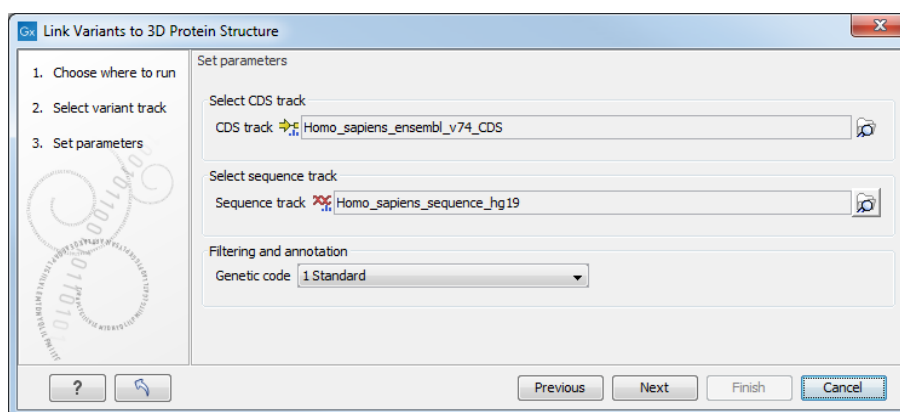 Gx Link Variants to 3D Protein Structure
1. Choose where to run
2. Select variant track
3. Set parameters
Set parameters
Select CDS track
CDS track Homo_sapiens_ensembl_v74_CDS
Select sequence track
Sequence track Homo_sapiens_sequence_hg19
Filtering and annotation
Genetic code 1 Standard
?
Previous Next Finish Cancel